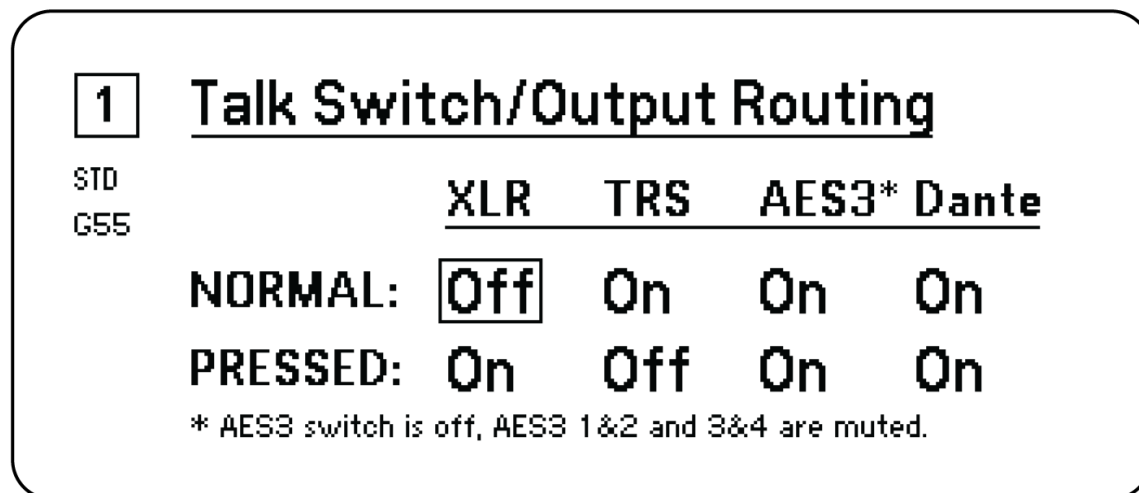 1 Talk Switch/Output Routing
STD
G55
XLR TRS AES3* Dante
NORMAL: Off On On On
PRESSED: On Off On On
* AES3 switch is off, AES3 1&2 and 3&4 are muted.